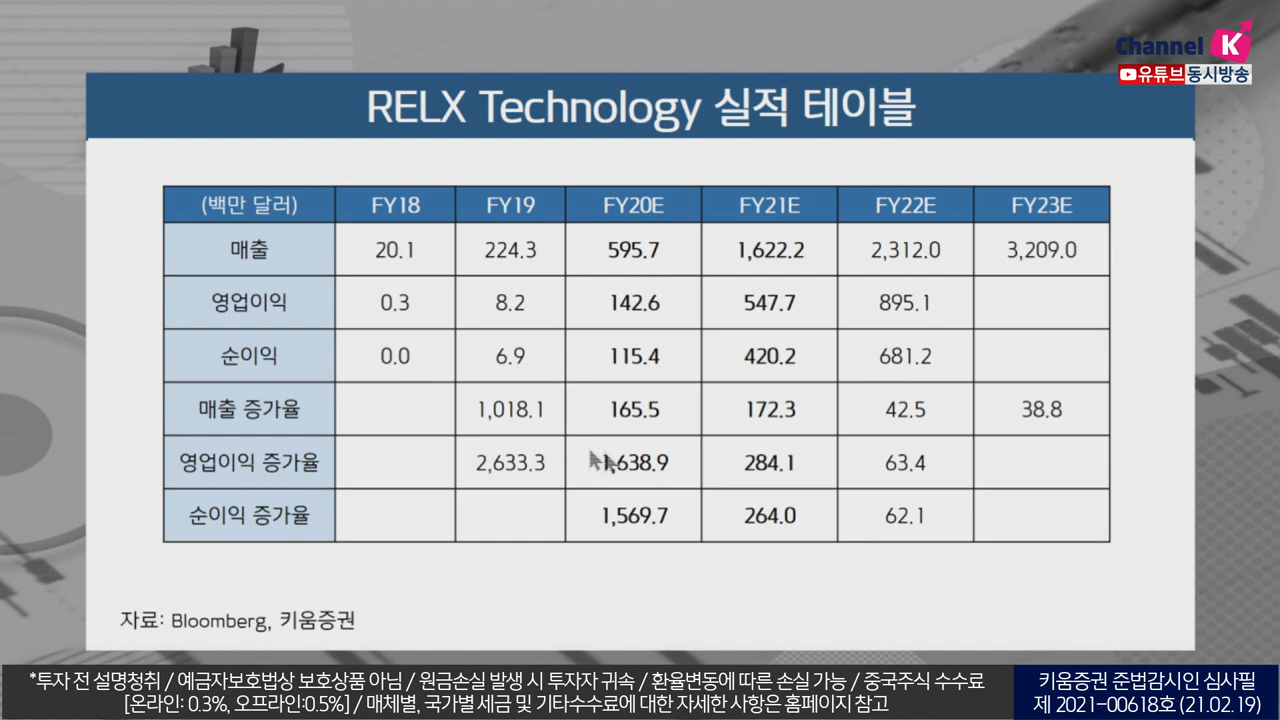 Channel K
유튜브동시방송
RELX Technology 실적 테이블
(백만 달러) FY18 FY19 FY20E FY21E FY22E FY23E
매출 20.1 224.3 595.7 1,622.2 2,312.0 3,209.0
영업이익 0.3 8.2 142.6 547.7 895.1
순이익 0.0 6.9 115.4 420.2 681.2
매출 증가율 1,018.1 165.5 172.3 42.5 38.8
영업이익 증가율 2,633.3 1,638.9 284.1 63.4
순이익 증가율 1,569.7 264.0 62.1
자료: Bloomberg, 키움증권
*투자 전 설명청취 / 예금자보호법상 보호상품 아님 / 원금손실 발생 시 투자자 귀속 / 환율변동에 따른 손실 가능 / 중국주식 수수료
[온라인: 0.3%, 오프라인:0.5%] / 매체별, 국가별 세금 및 기타수수료에 대한 자세한 사항은 홈페이지 참고
키움증권 준법감시인 심사필
제 2021-00618호 (21.02.19)